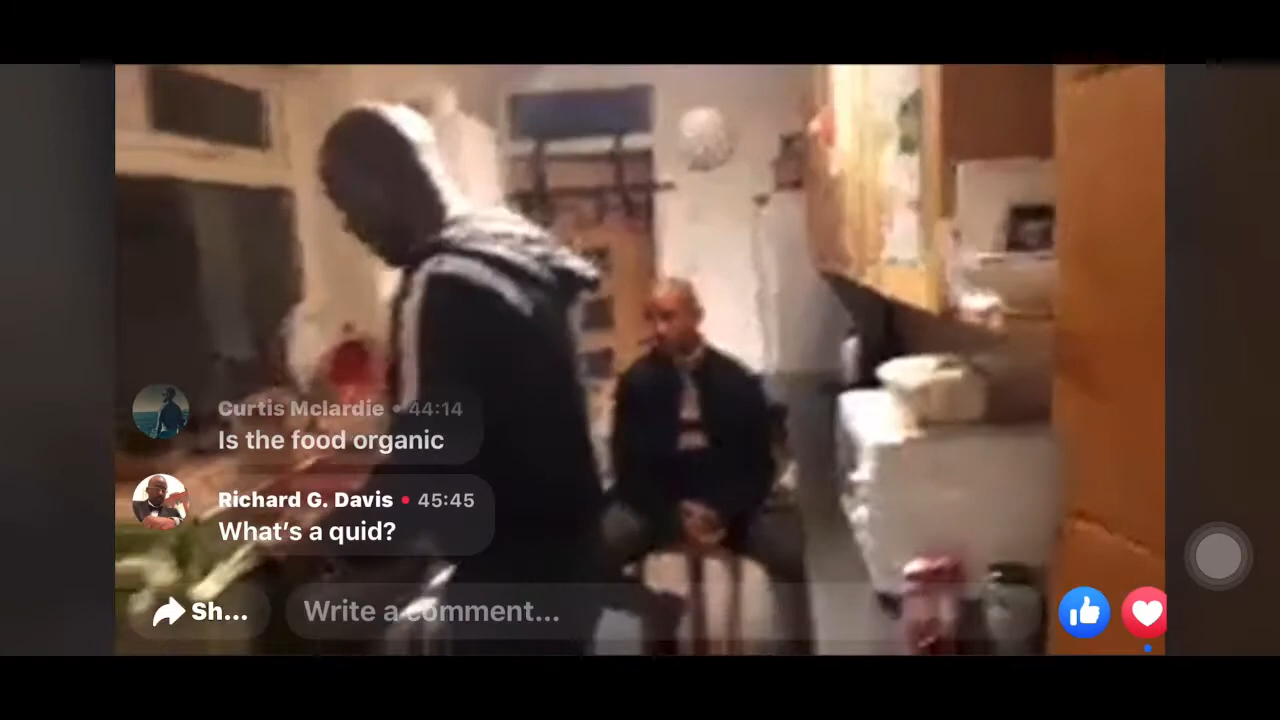 Curtis Mclardie • 44:14
Is the food organic
Richard G. Davis • 45:45
What's a quid?
Sh...
Write a comment...